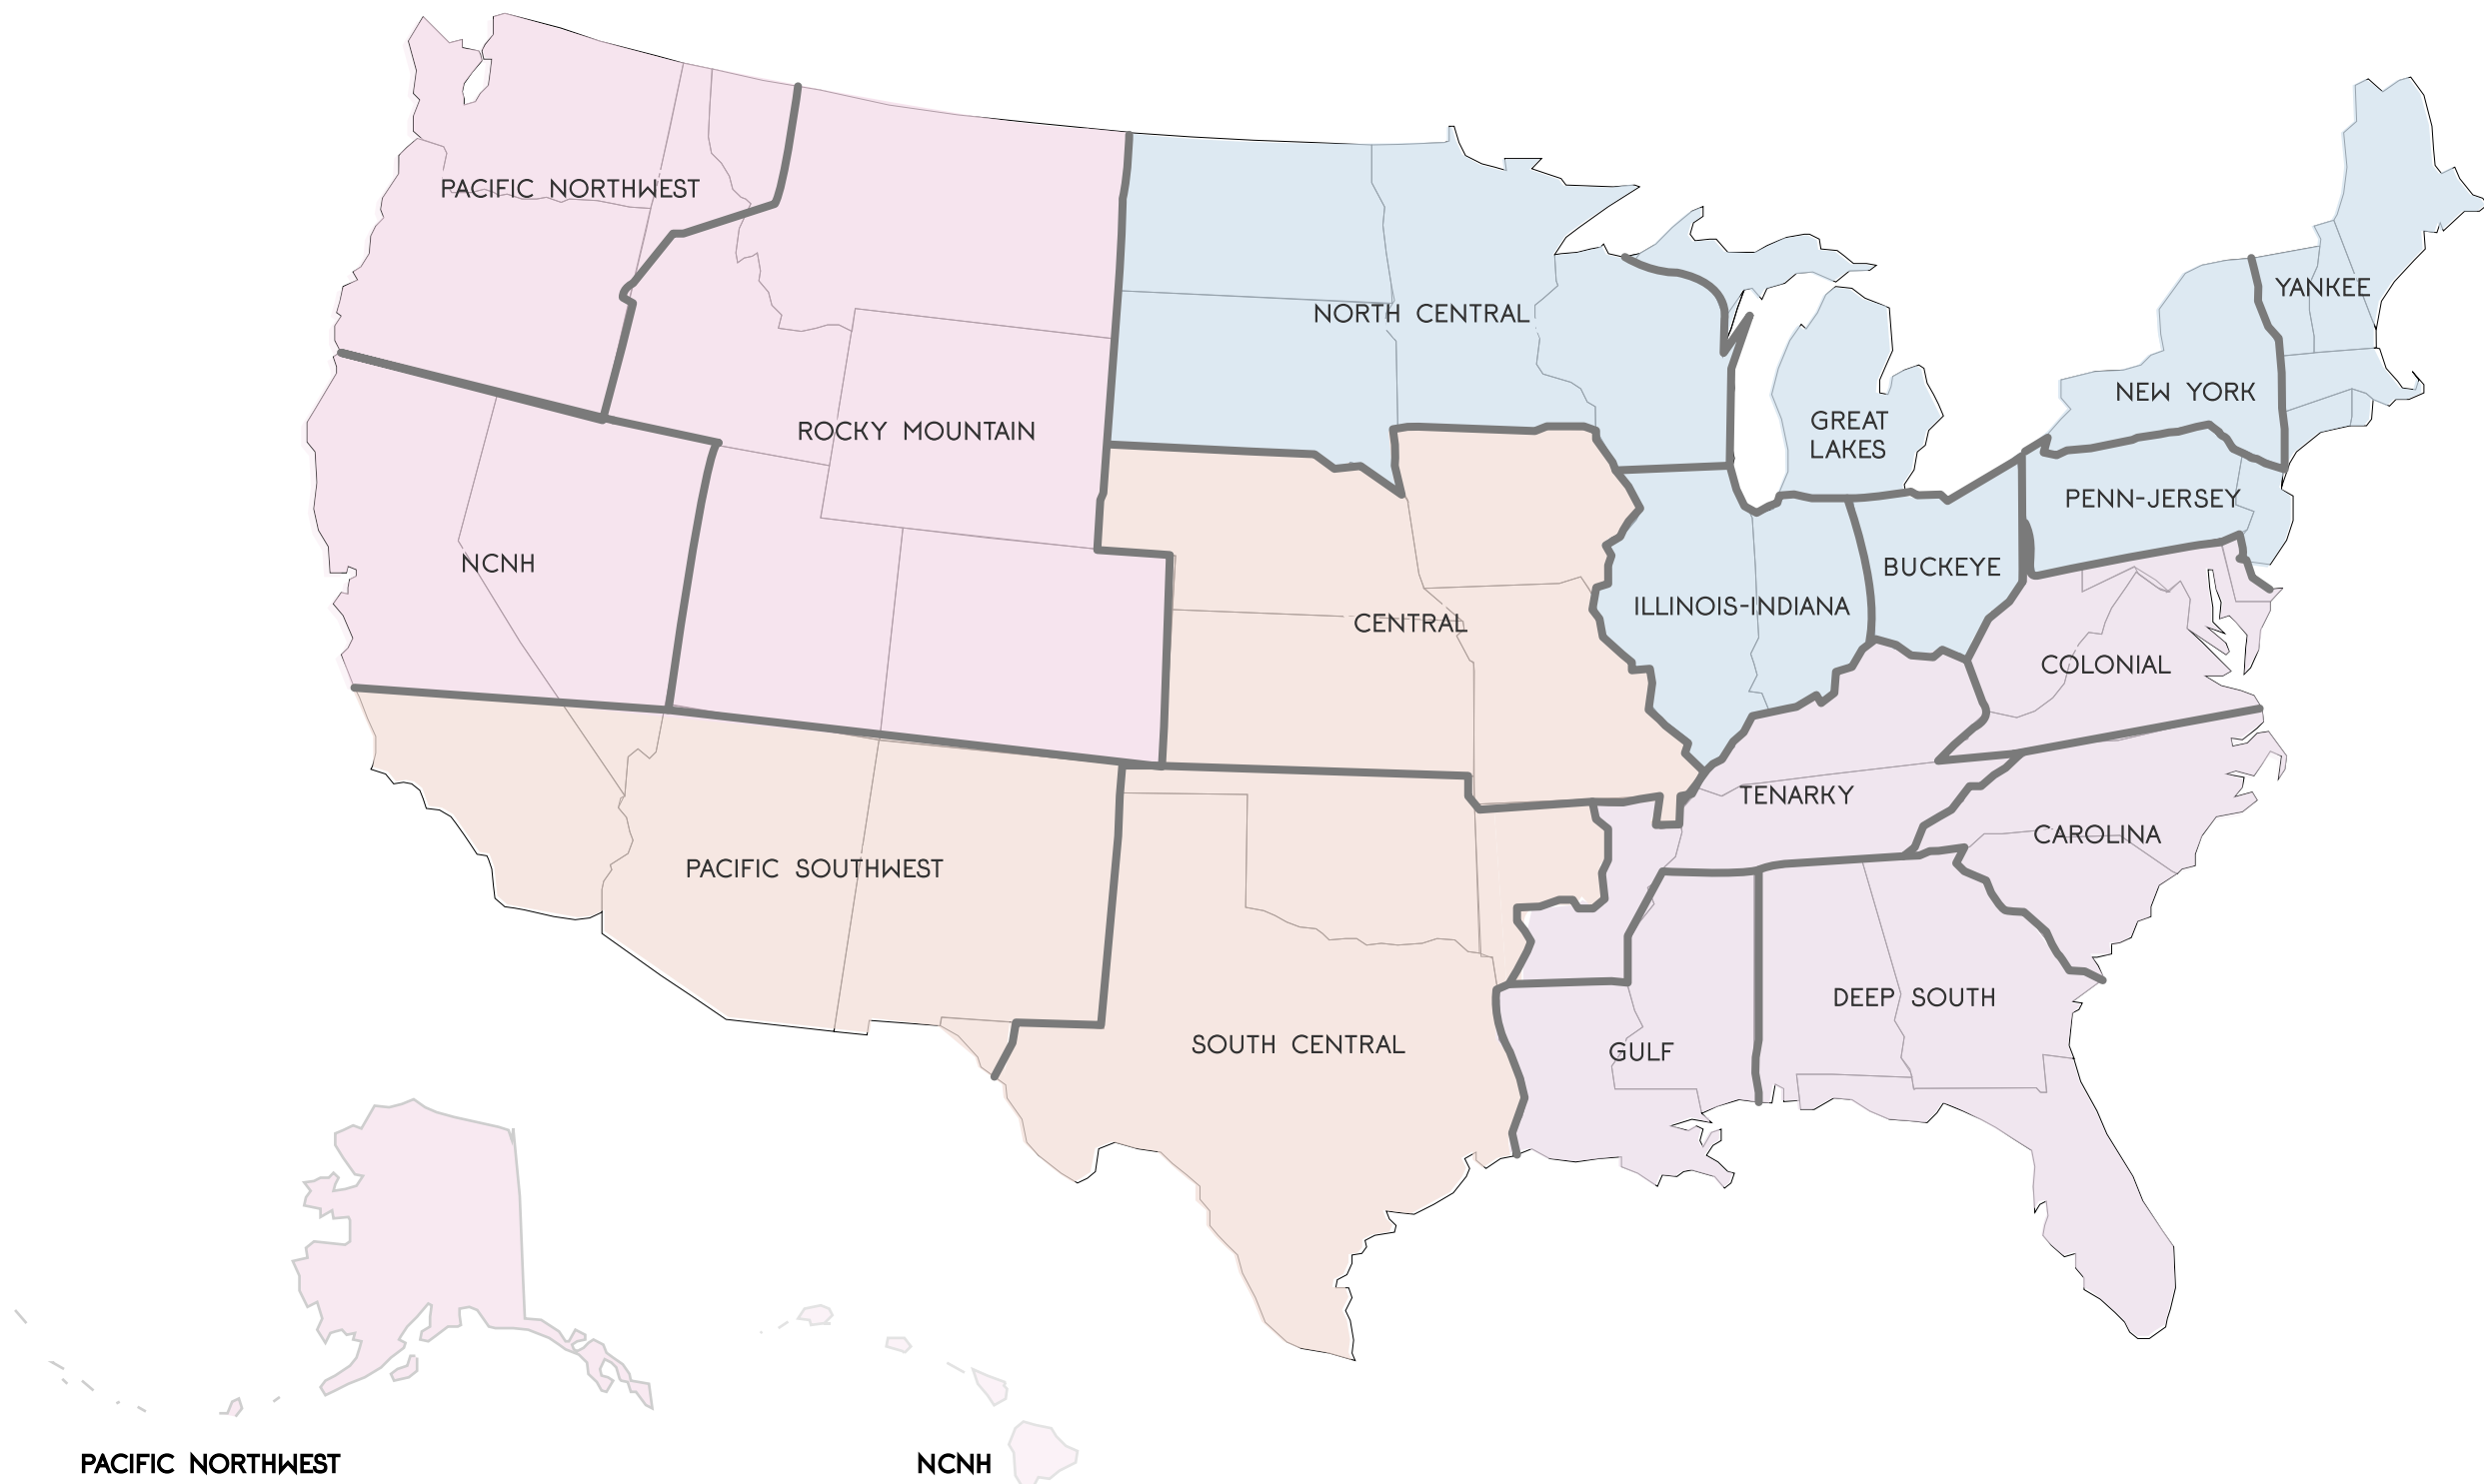 PACIFIC NORTHWEST
YANKEE
NORTH CENTRAL
NEW YORK
ROCKY MOUNTAIN
GREAT
LAKES
PENN-JERSEY
NCNH
BUCKEYE
ILLINOIS-INDIANA
CENTRAL
COLONIAL
TENARKY
CAROLINA
PACIFIC SOUTHWEST
DEEP SOUTH
SOUTH CENTRAL
GULF
PACIFIC NORTHWEST
NCNH